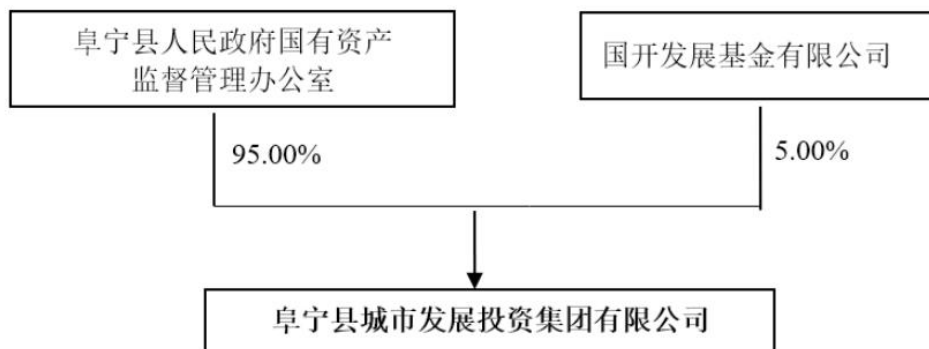 阜宁县人民政府国有资产
监督管理办公室
国开发展基金有限公司
95.00%
5.00%
阜宁县城市发展投资集团有限公司